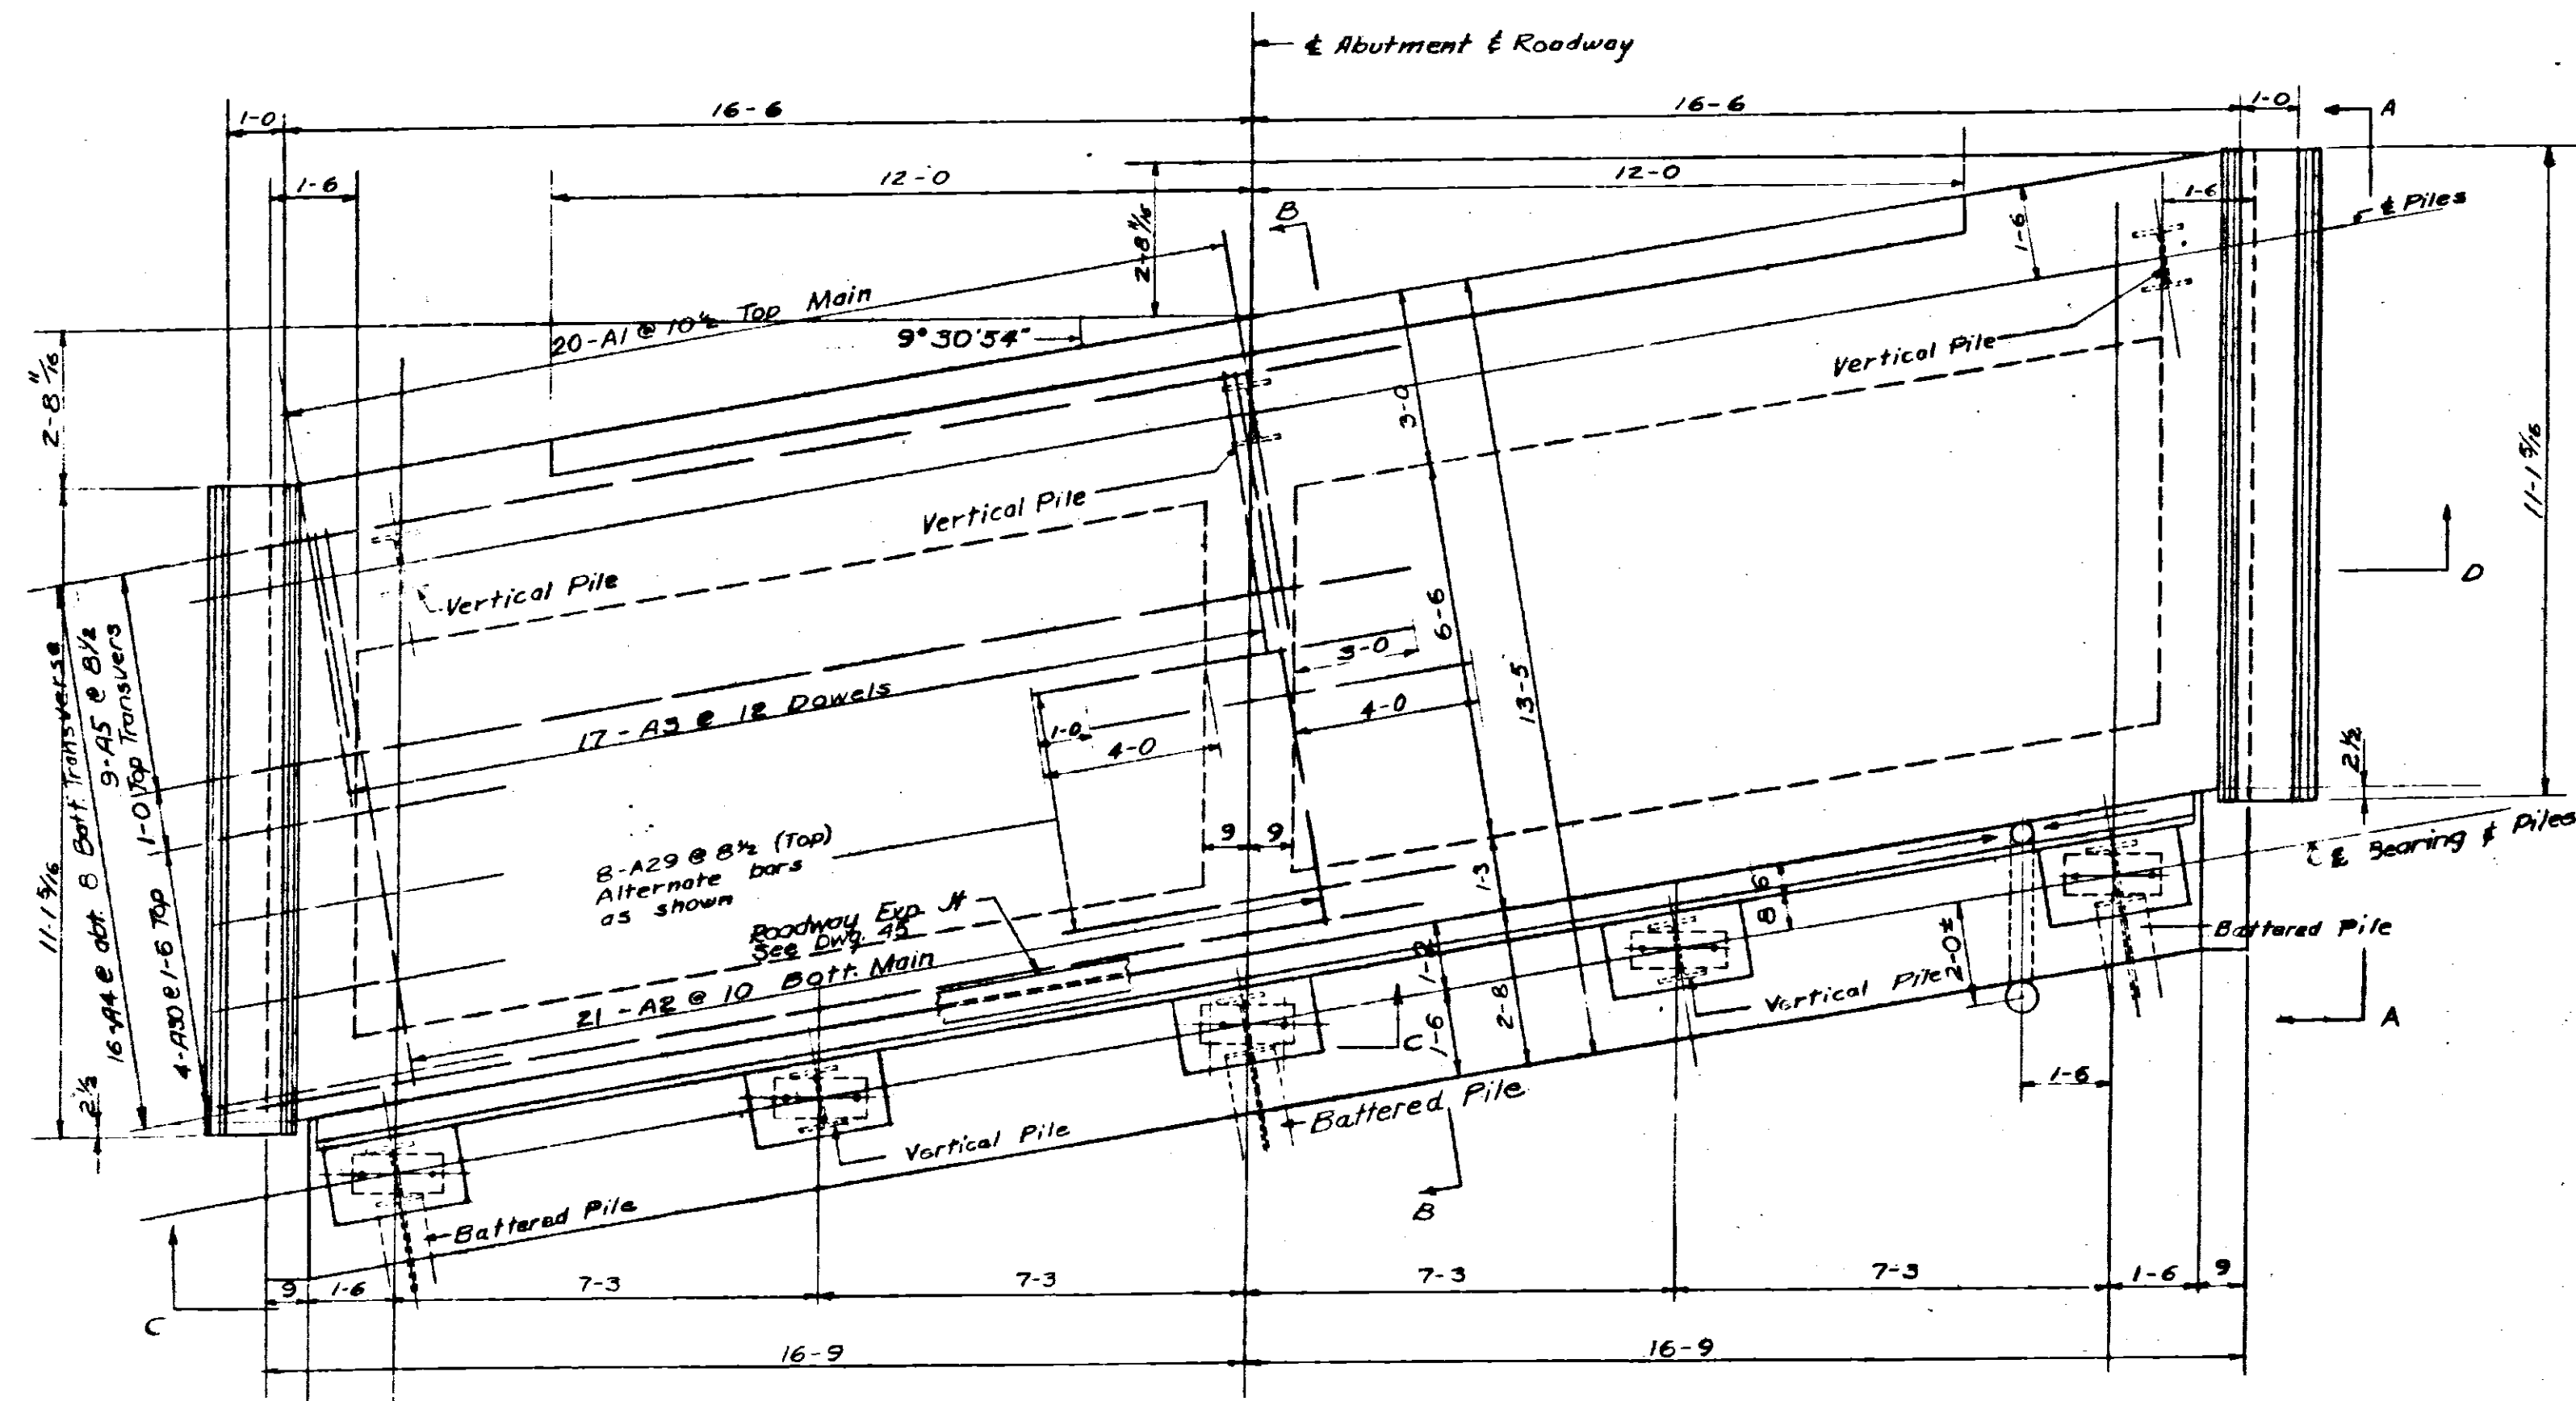 ℄ Abutment & Roadway
1-0
16-6
16-6
1-0
A
1-6
12-0
12-0
1-6
℄ Piles
B
2-8 11/16
1-6
20-A1 @ 10½ Top Main
9° 30' 54"
Vertical Pile
2-8 11/16
3-0
Vertical Pile
11-1 5/16
Vertical Pile
D
6-6
3-0
17 - A3 @ 12 Dowels
13-5
4-0
1-0
4-0
2½
11-1 5/16
16-A4 @ abt. 8 Bott. Transverse
9-A5 @ 8½
1-0 Top Transvers
4-A30 @ 1-6 Top
9
9
8-A29 @ 8½ (Top)
Alternate bars
as shown
Roadway Exp Jt
See Dwg. 45
1-3
6
8
℄ Bearing & Piles
Battered Pile
21 - A2 @ 10 Bott. Main
1-2
2-0±
Vertical Pile
1-6
2-8
C
A
2½
1-6
Battered Pile
Vertical Pile
B
Battered Pile
C
9
1-6
7-3
7-3
7-3
7-3
1-6
9
16-9
16-9